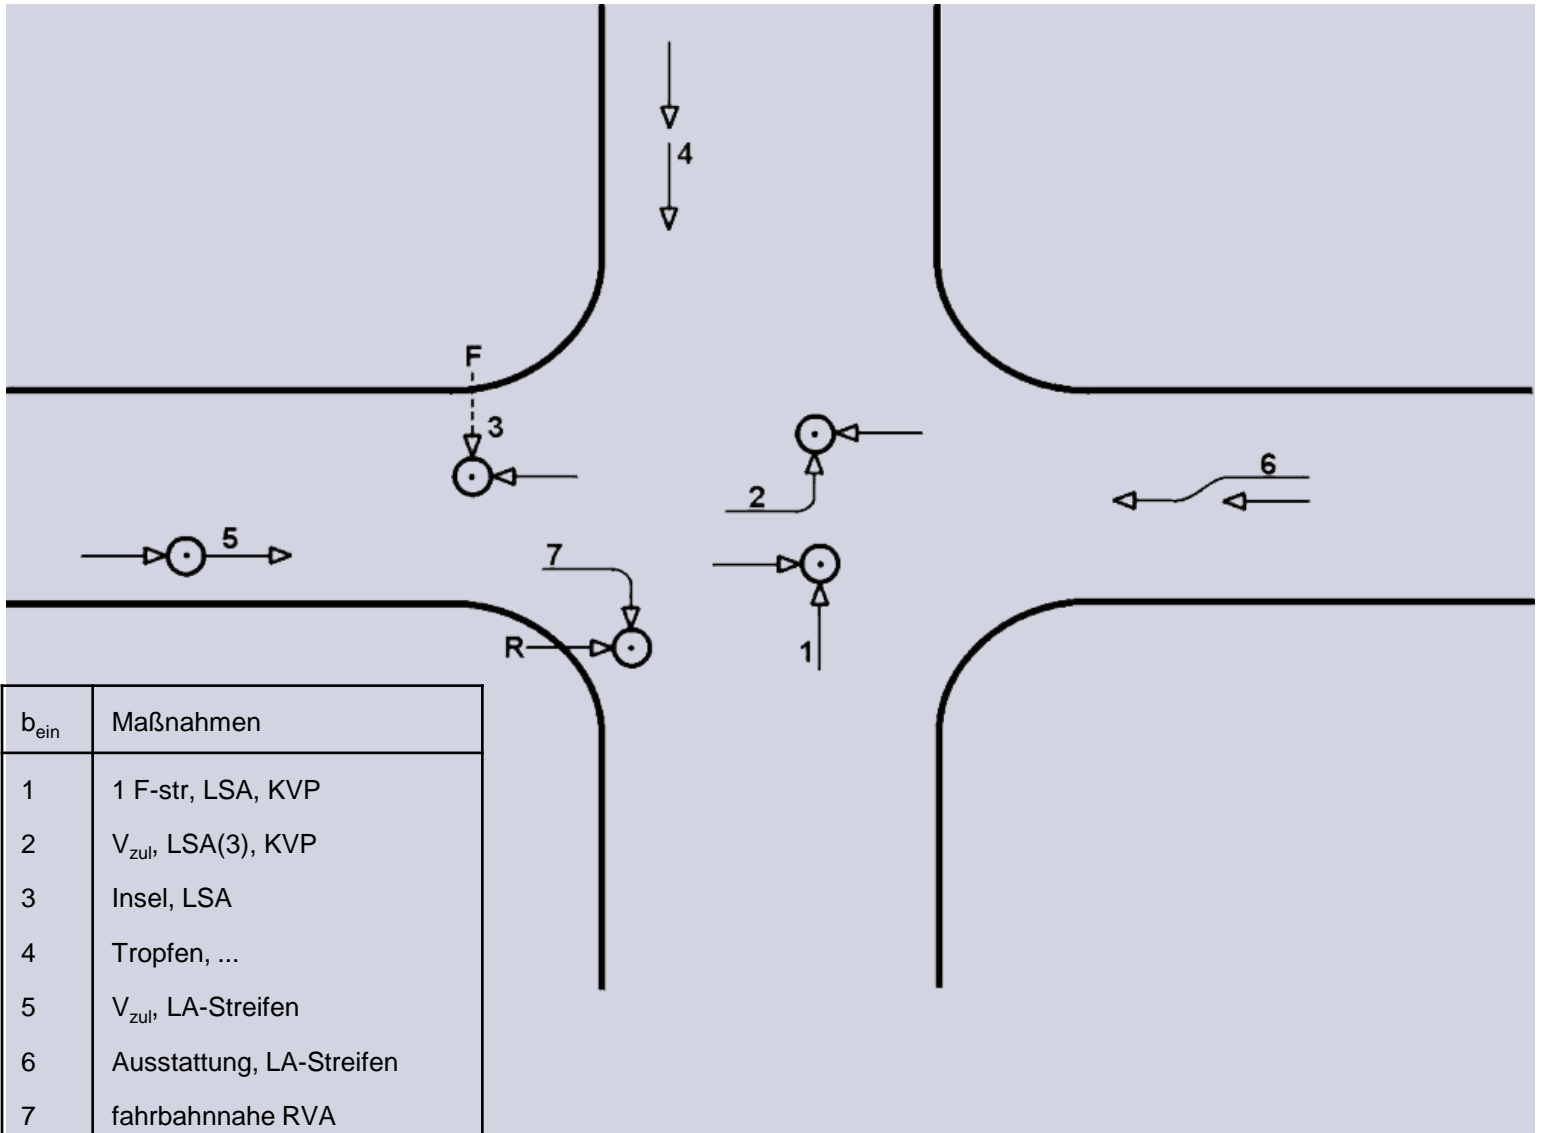 4
F
3
2
6
5
7
R
1
b_ein Maßnahmen
1 1 F-str, LSA, KVP
2 V_zul, LSA(3), KVP
3 Insel, LSA
4 Tropfen, ...
5 V_zul, LA-Streifen
6 Ausstattung, LA-Streifen
7 fahrbahnnahe RVA